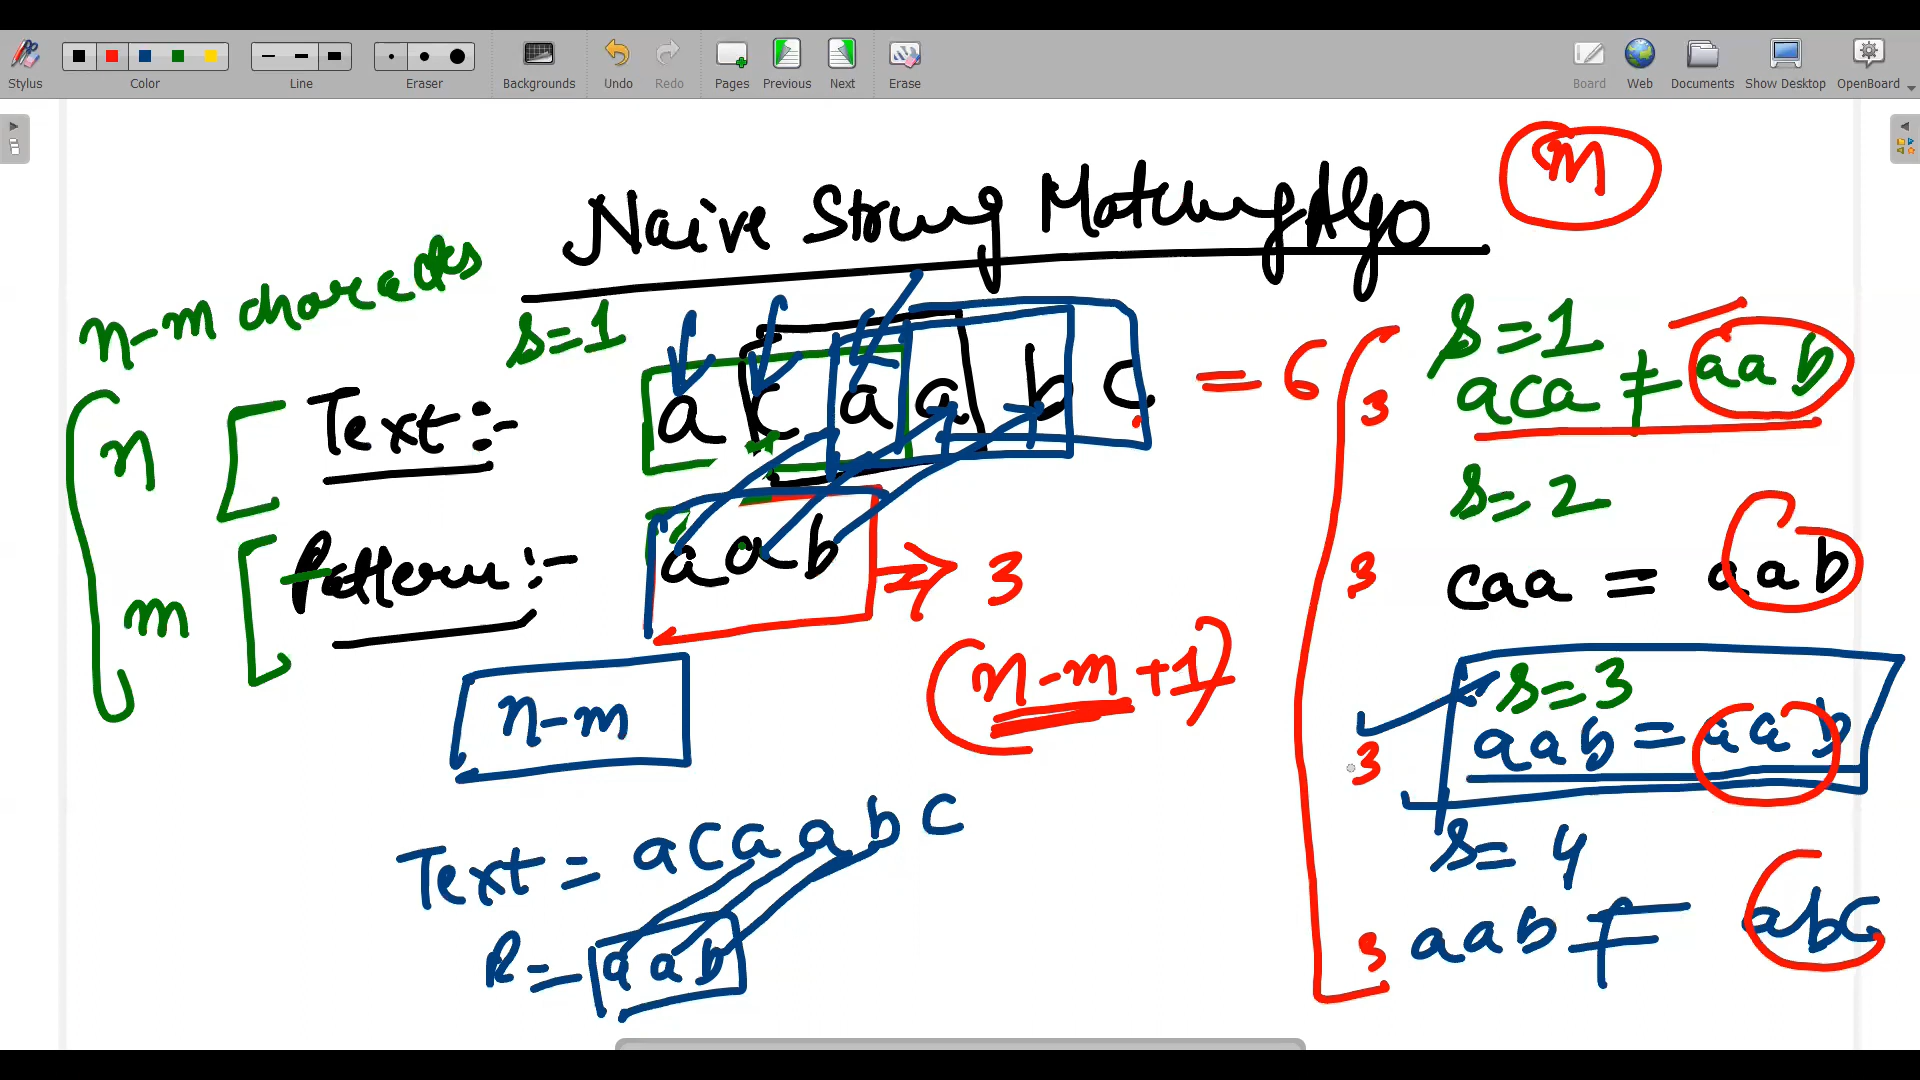 Stylus
Color
Line
Eraser
Backgrounds
Undo
Redo
Pages
Previous
Next
Erase
Board
Web
Documents
Show Desktop
OpenBoard
m
Naive String Matching Algo
n-m characters
s=1
n
Text:-
a c a a b c = 6
m
Pattern:-
a a b => 3
n-m
(n-m+1)
Text = a c a a b c
a a b
s=1
3 aca ≠ aab
s=2
3 caa = aab
s=3
3 aab = aab
s=4
3 aab ≠ abc